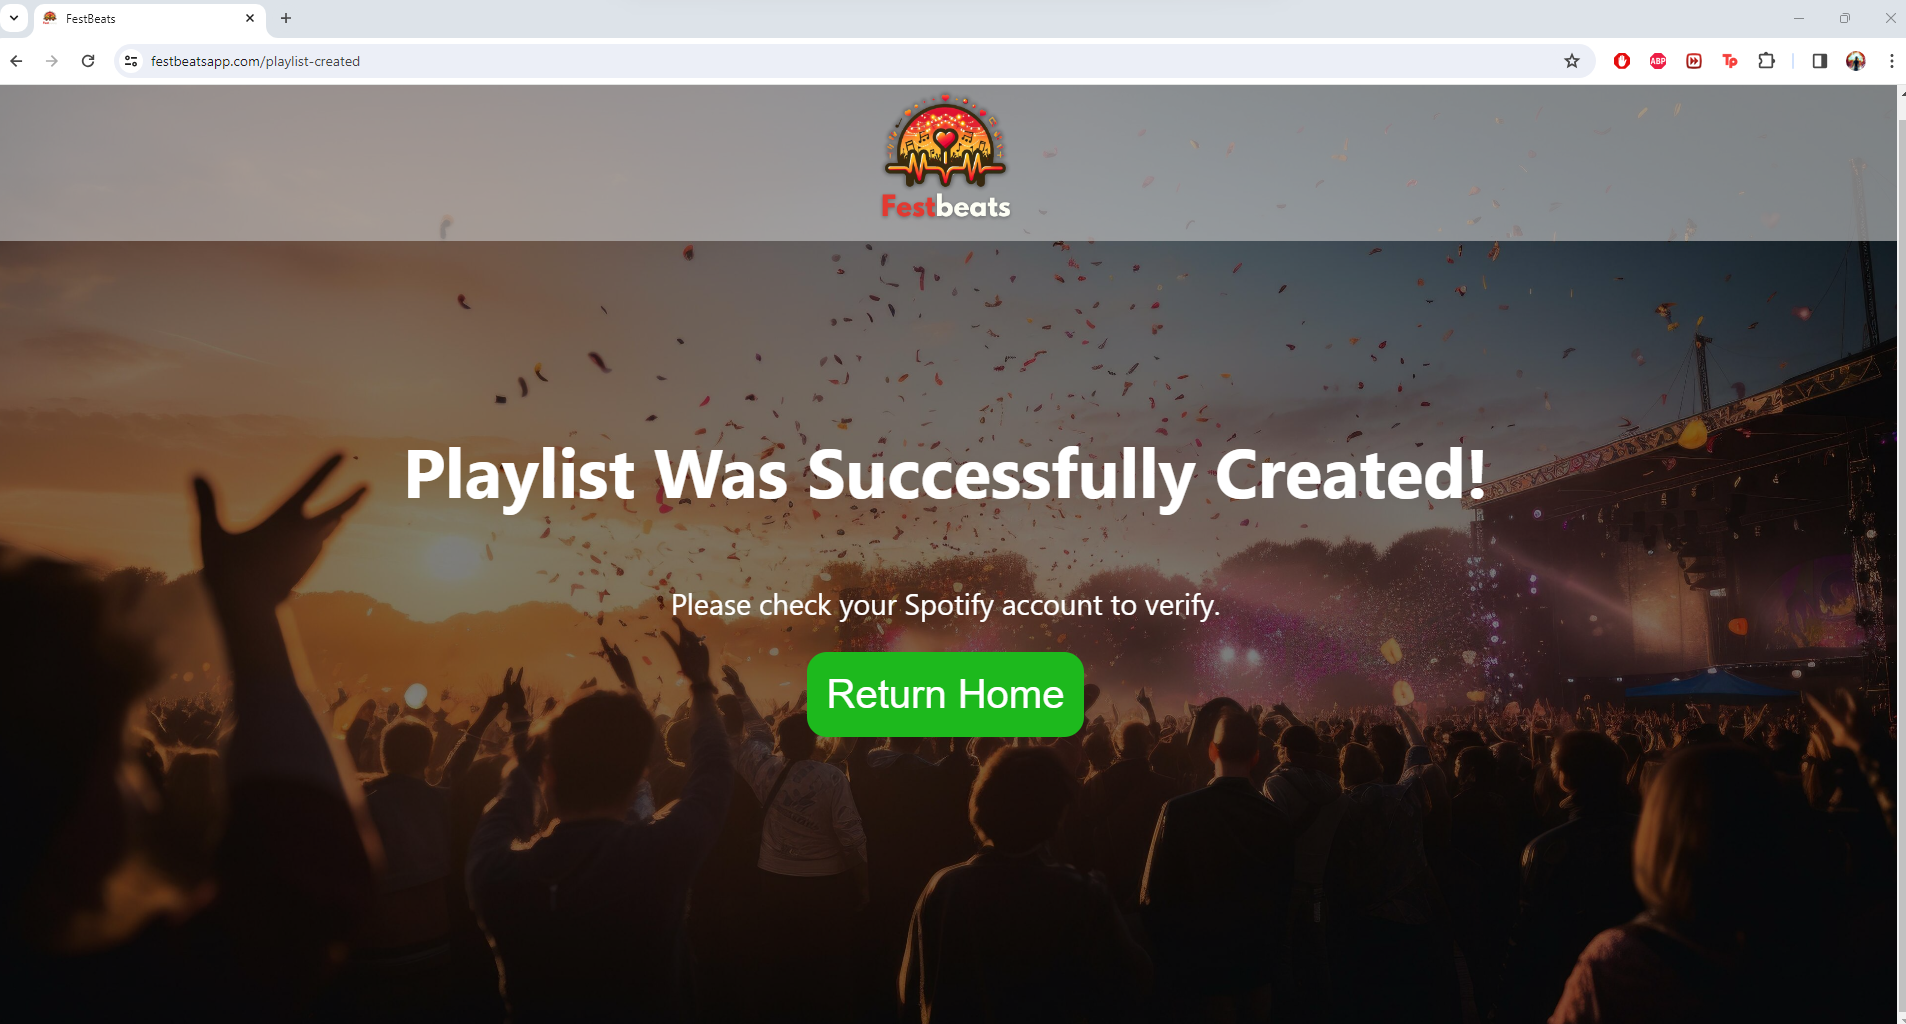 FestBeats
festbeatsapp.com/playlist-created
ABP
Tp
Festbeats
Playlist Was Successfully Created!
Please check your Spotify account to verify.
Return Home